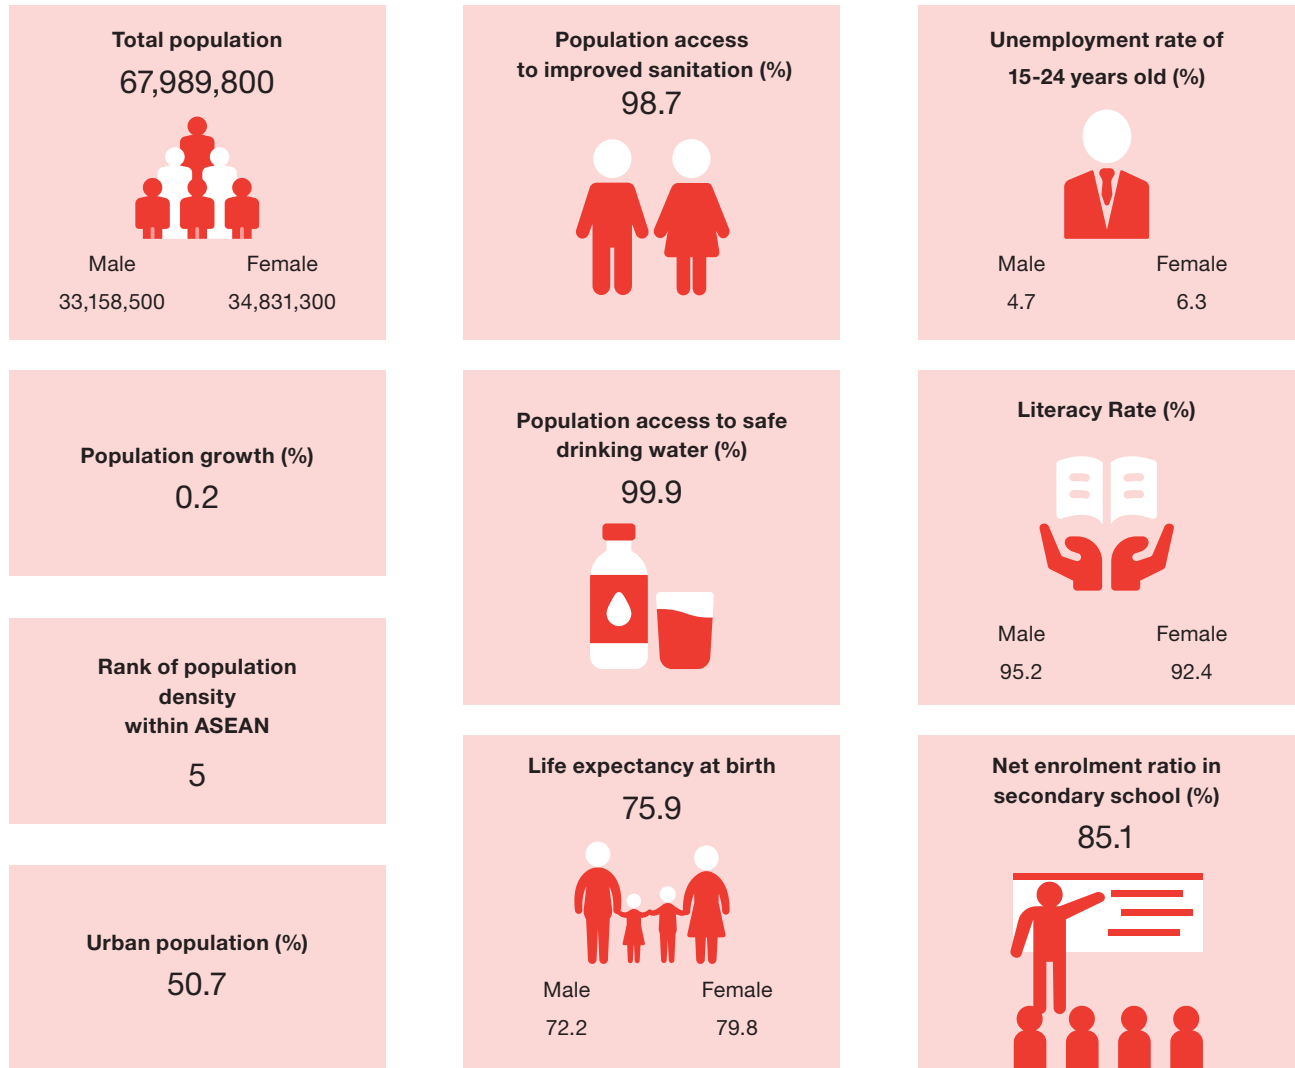 Total population
67,989,800
Male Female
33,158,500 34,831,300
Population growth (%)
0.2
Rank of population
density
within ASEAN
5
Urban population (%)
50.7
Population access
to improved sanitation (%)
98.7
Population access to safe
drinking water (%)
99.9
Life expectancy at birth
75.9
Male Female
72.2 79.8
Unemployment rate of
15-24 years old (%)
Male Female
4.7 6.3
Literacy Rate (%)
Male Female
95.2 92.4
Net enrolment ratio in
secondary school (%)
85.1